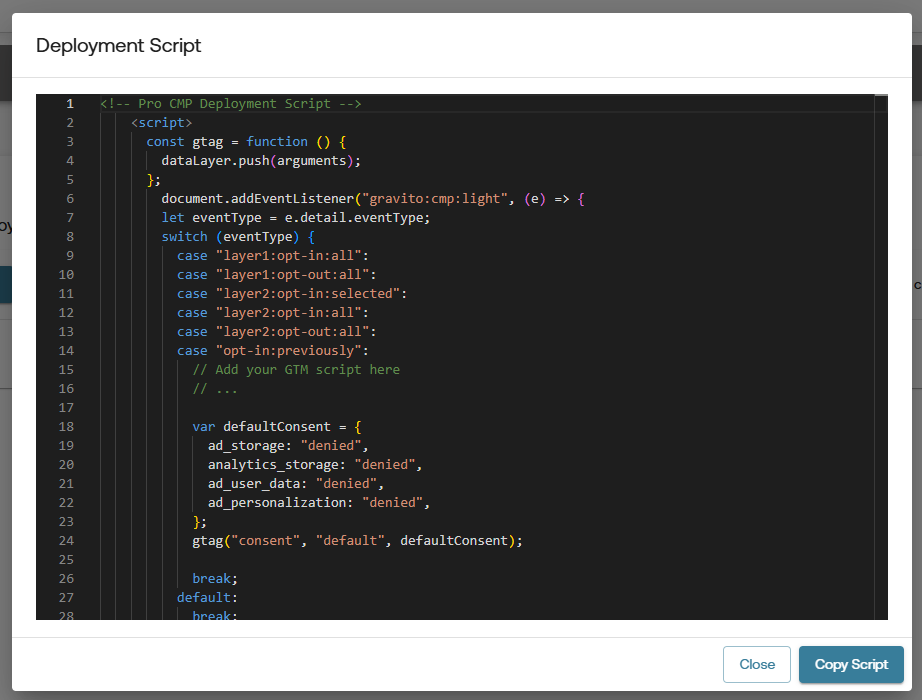 Deployment Script
1 <!-- Pro CMP Deployment Script -->
2 <script>
3 const gtag = function () {
4 dataLayer.push(arguments);
5 };
6 document.addEventListener("gravito:cmp:light", (e) => {
7 let eventType = e.detail.eventType;
8 switch (eventType) {
9 case "layer1:opt-in:all":
10 case "layer1:opt-out:all":
11 case "layer2:opt-in:selected":
12 case "layer2:opt-in:all":
13 case "layer2:opt-out:all":
14 case "opt-in:previously":
15 // Add your GTM script here
16 // ...
17
18 var defaultConsent = {
19 ad_storage: "denied",
20 analytics_storage: "denied",
21 ad_user_data: "denied",
22 ad_personalization: "denied",
23 };
24 gtag("consent", "default", defaultConsent);
25
26 break;
27 default:
28 break;
Close
Copy Script